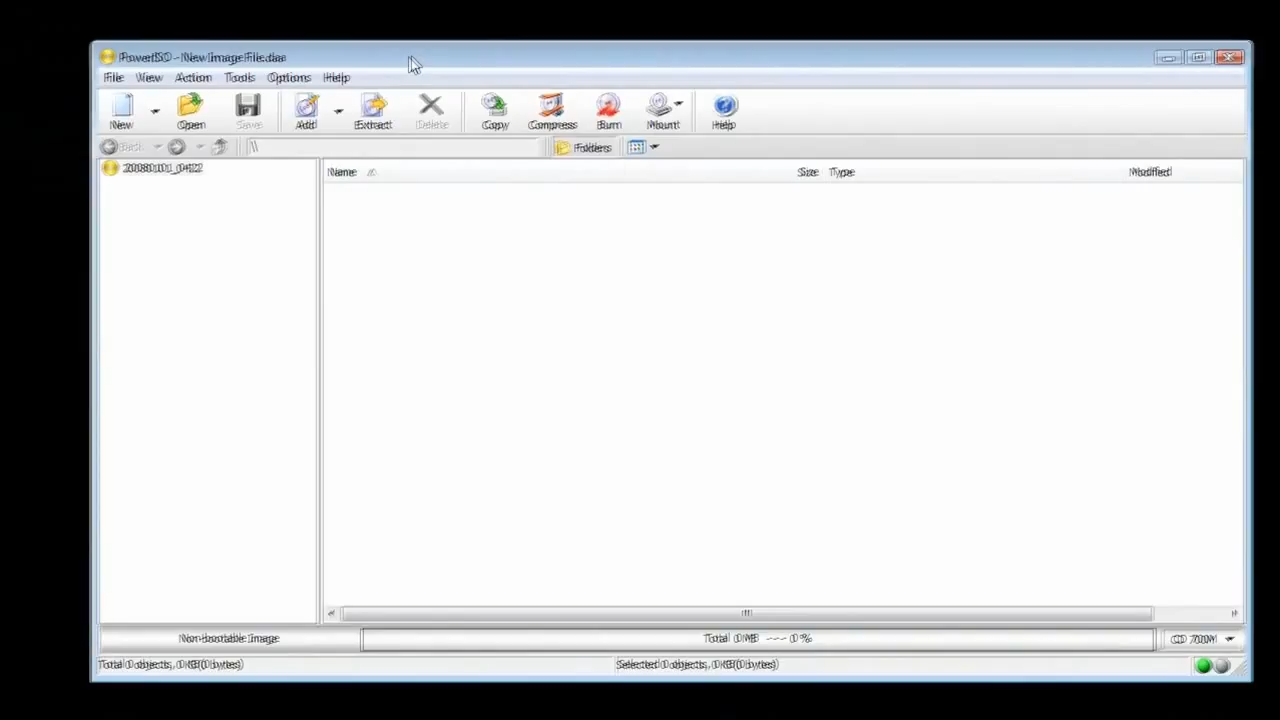 PowerISO - New Image File.daa
File View Action Tools Options Help
New Open Save Add Extract Delete Copy Compress Burn Mount Help
Back \\ Folders
20080101_0422
Name Size Type Modified
Non-bootable Image Total 0 MB --- 0 % CD 700M
Total 0 objects, 0 KB(0 bytes) Selected 0 objects, 0 KB(0 bytes)